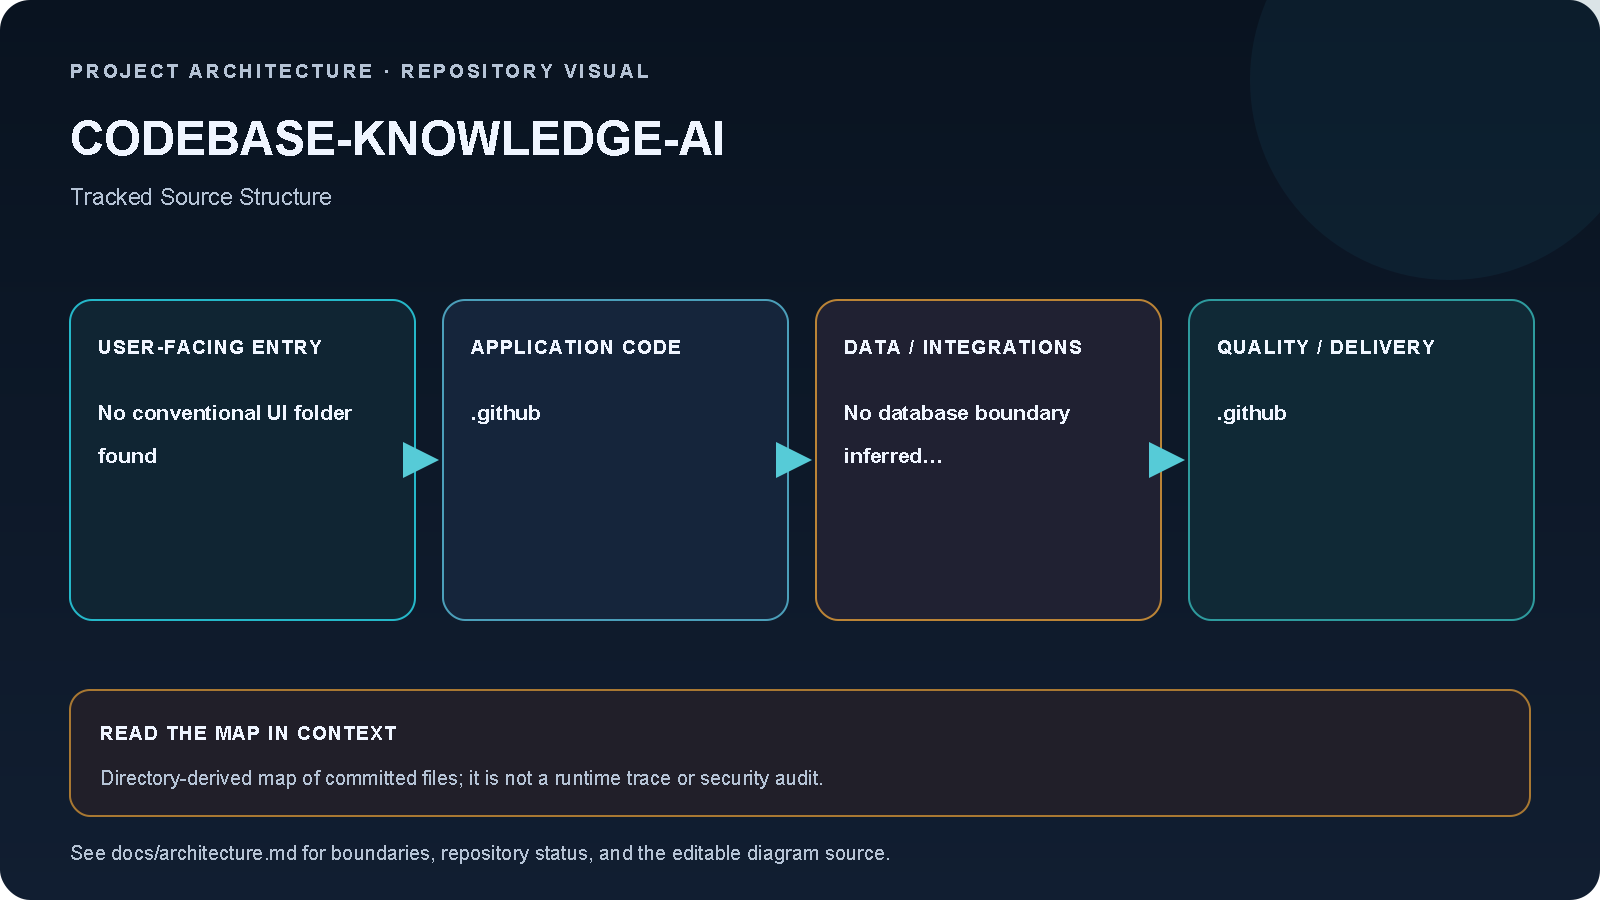 PROJECT ARCHITECTURE · REPOSITORY VISUAL
CODEBASE-KNOWLEDGE-AI
Tracked Source Structure
USER-FACING ENTRY
No conventional UI folder
found
APPLICATION CODE
.github
DATA / INTEGRATIONS
No database boundary
inferred…
QUALITY / DELIVERY
.github
READ THE MAP IN CONTEXT
Directory-derived map of committed files; it is not a runtime trace or security audit.
See docs/architecture.md for boundaries, repository status, and the editable diagram source.